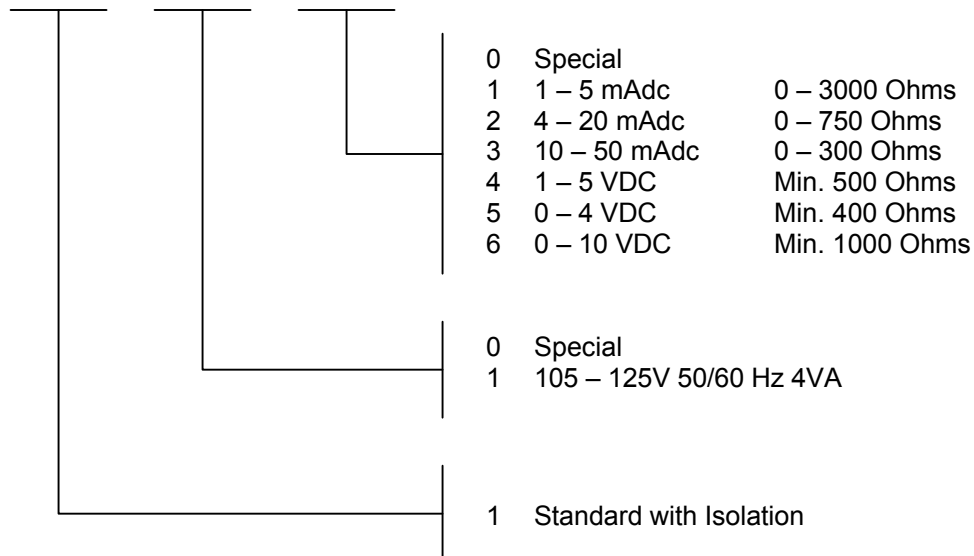 0 Special
1 1 – 5 mAdc 0 – 3000 Ohms
2 4 – 20 mAdc 0 – 750 Ohms
3 10 – 50 mAdc 0 – 300 Ohms
4 1 – 5 VDC Min. 500 Ohms
5 0 – 4 VDC Min. 400 Ohms
6 0 – 10 VDC Min. 1000 Ohms
0 Special
1 105 – 125V 50/60 Hz 4VA
1 Standard with Isolation